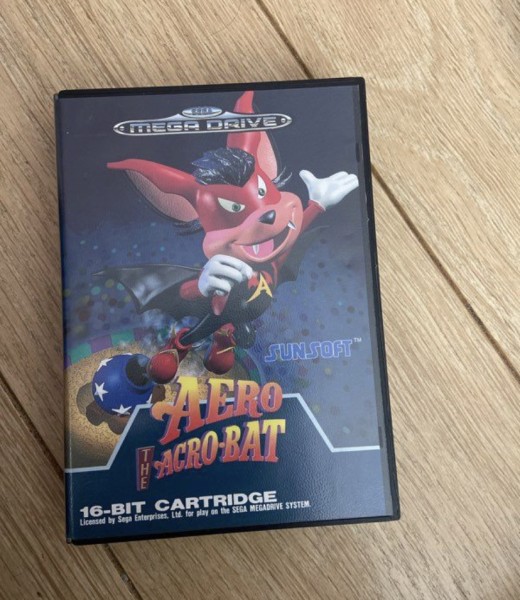 SEGA
MEGA DRIVE
A
SUNSOFT™
AERO
THE
ACRO-BAT
16-BIT CARTRIDGE
Licensed by Sega Enterprises, Ltd. for play on the SEGA MEGADRIVE SYSTEM.